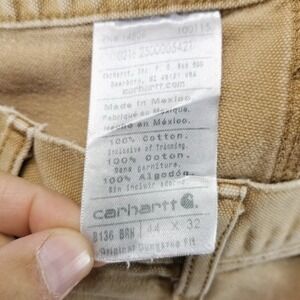 Carhartt, Inc. P.O. Box 600
Dearborn, MI 48121 USA
carhartt.com
Made in Mexico
Fabriqué au Mexique
Hecho en México.
100% Cotton.
Exclusive of Trimming.
100% Coton.
Sans garniture.
100% Algodón.
Sin incluir adorno
carhartt
B136 BRN 44 X 32
Original Dungaree Fit